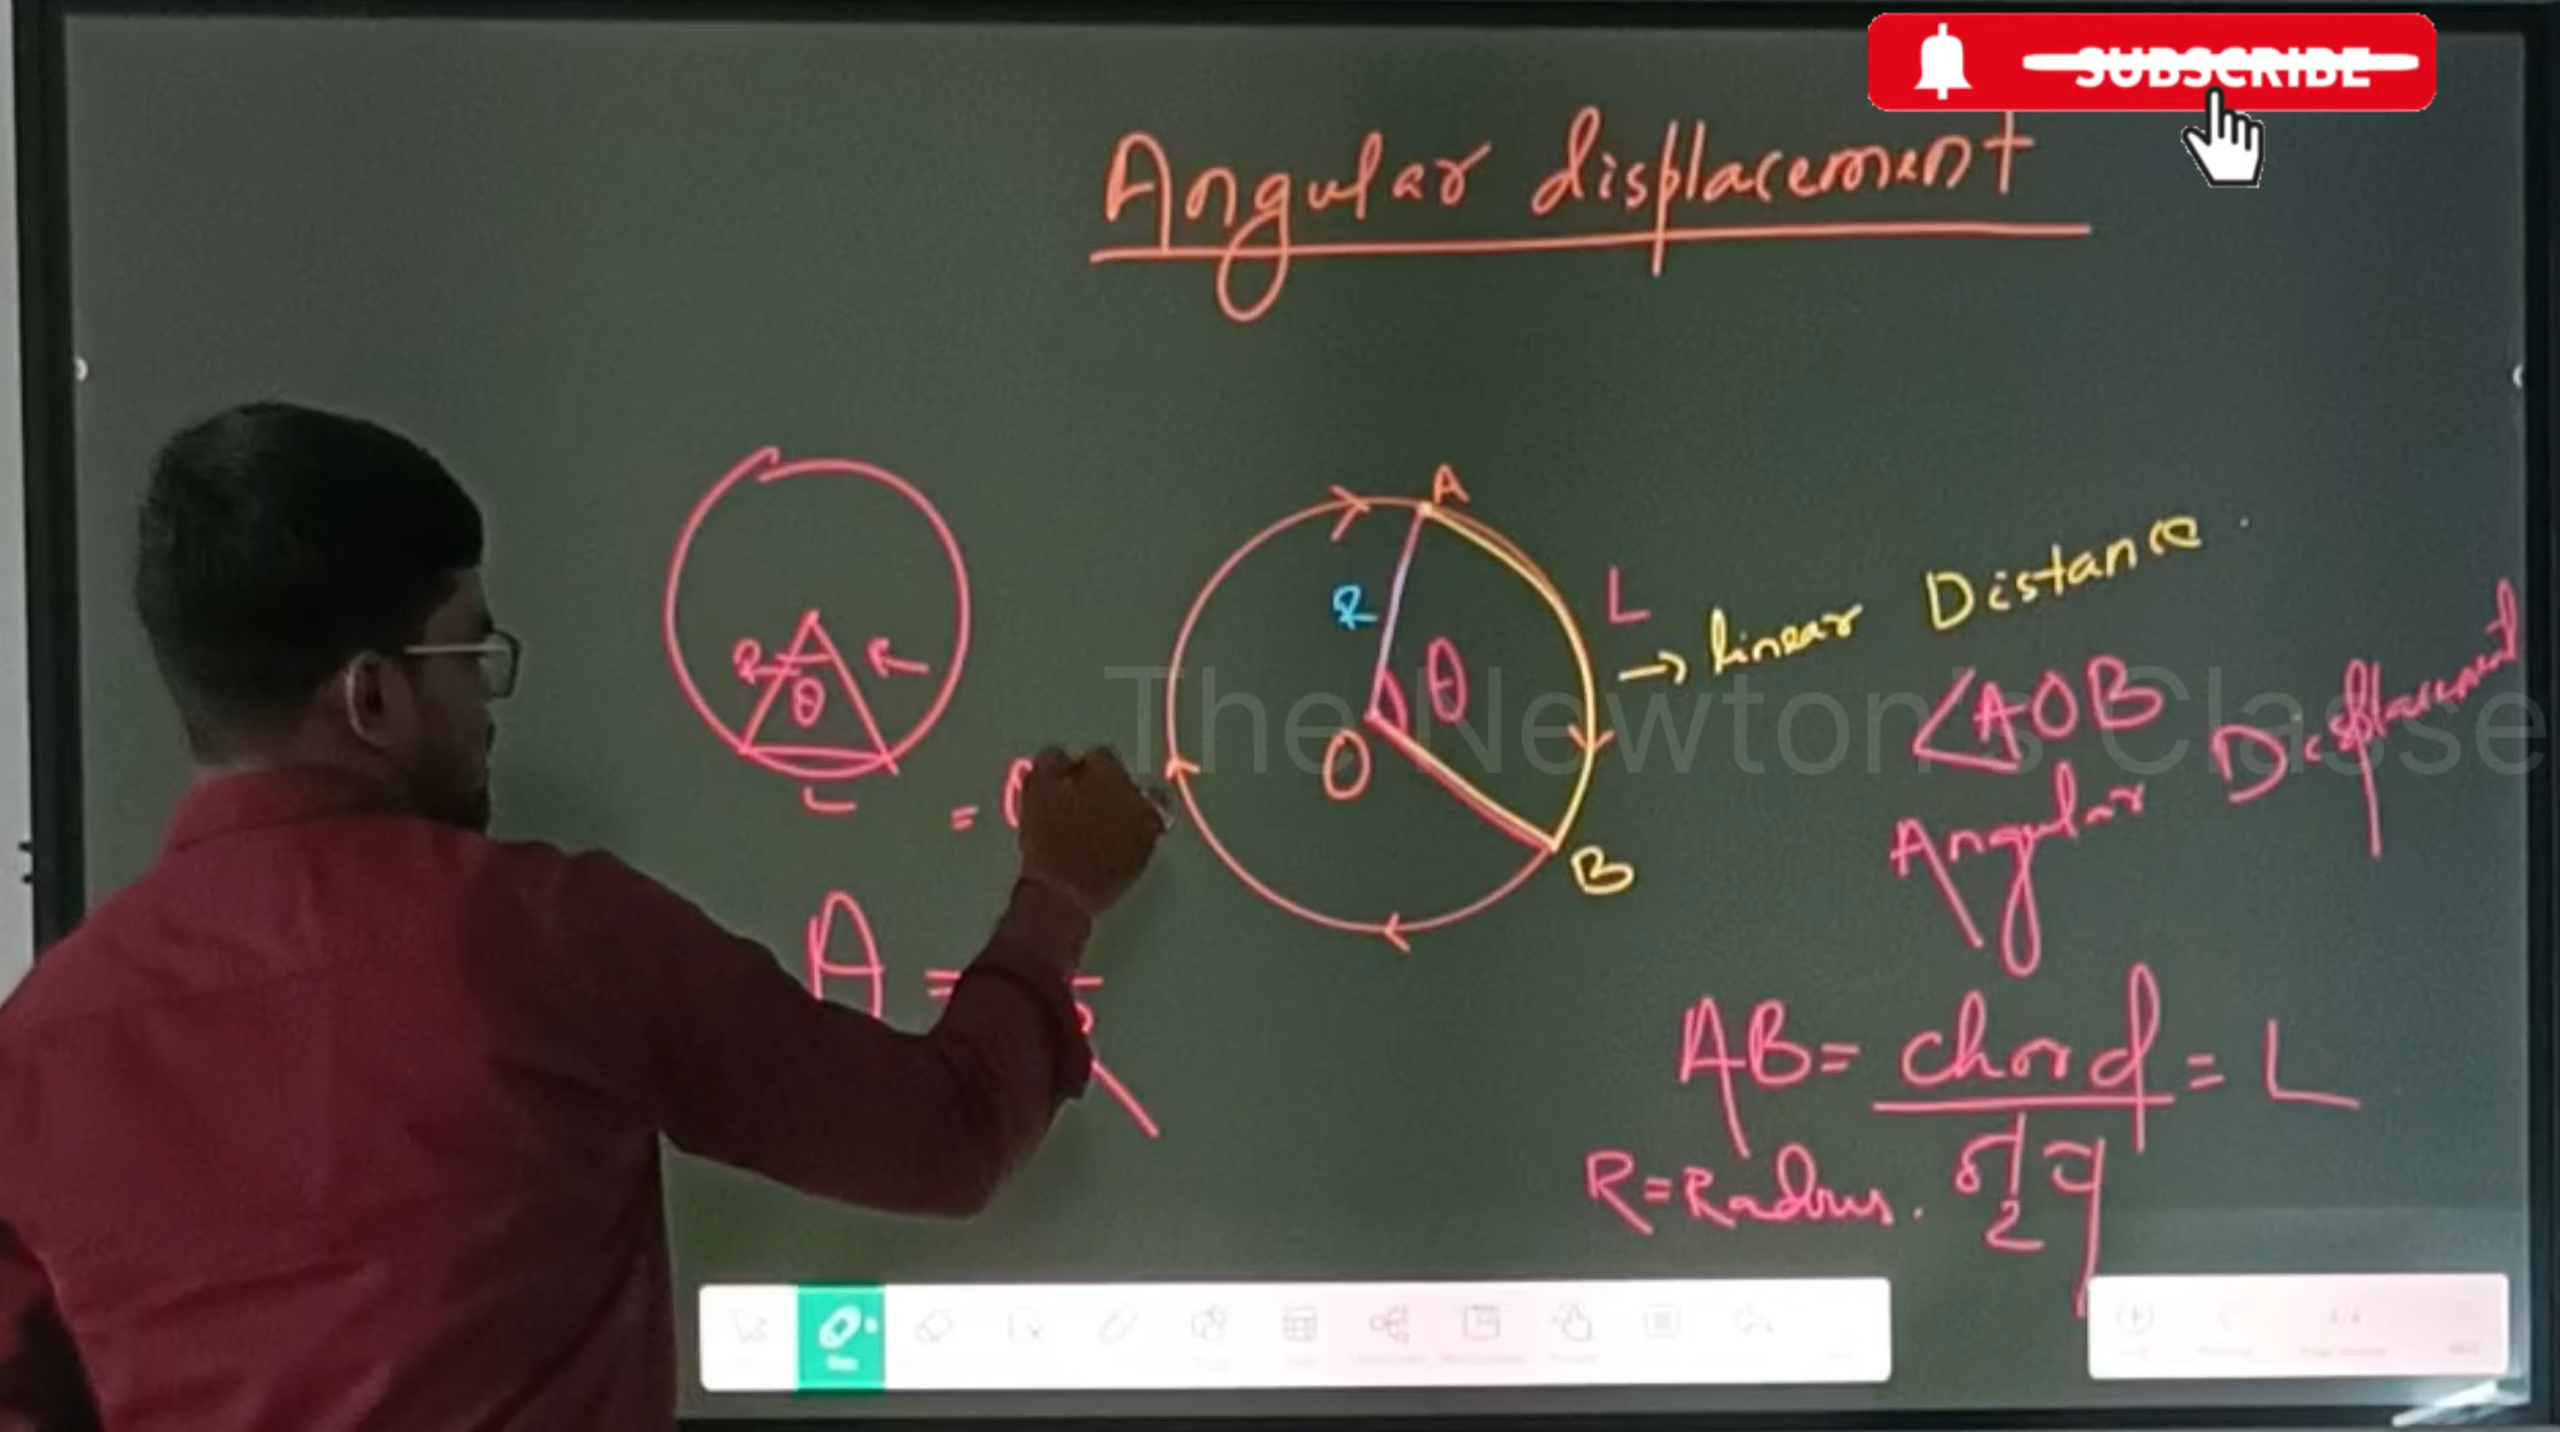 SUBSCRIBE
Angular displacement
A
R
θ
O
B
L
→ linear Distance.
R θ R
L
=
A =
The Newton's Classe
<AOB
Angular Displacement
AB = chord = L
R = Radius.